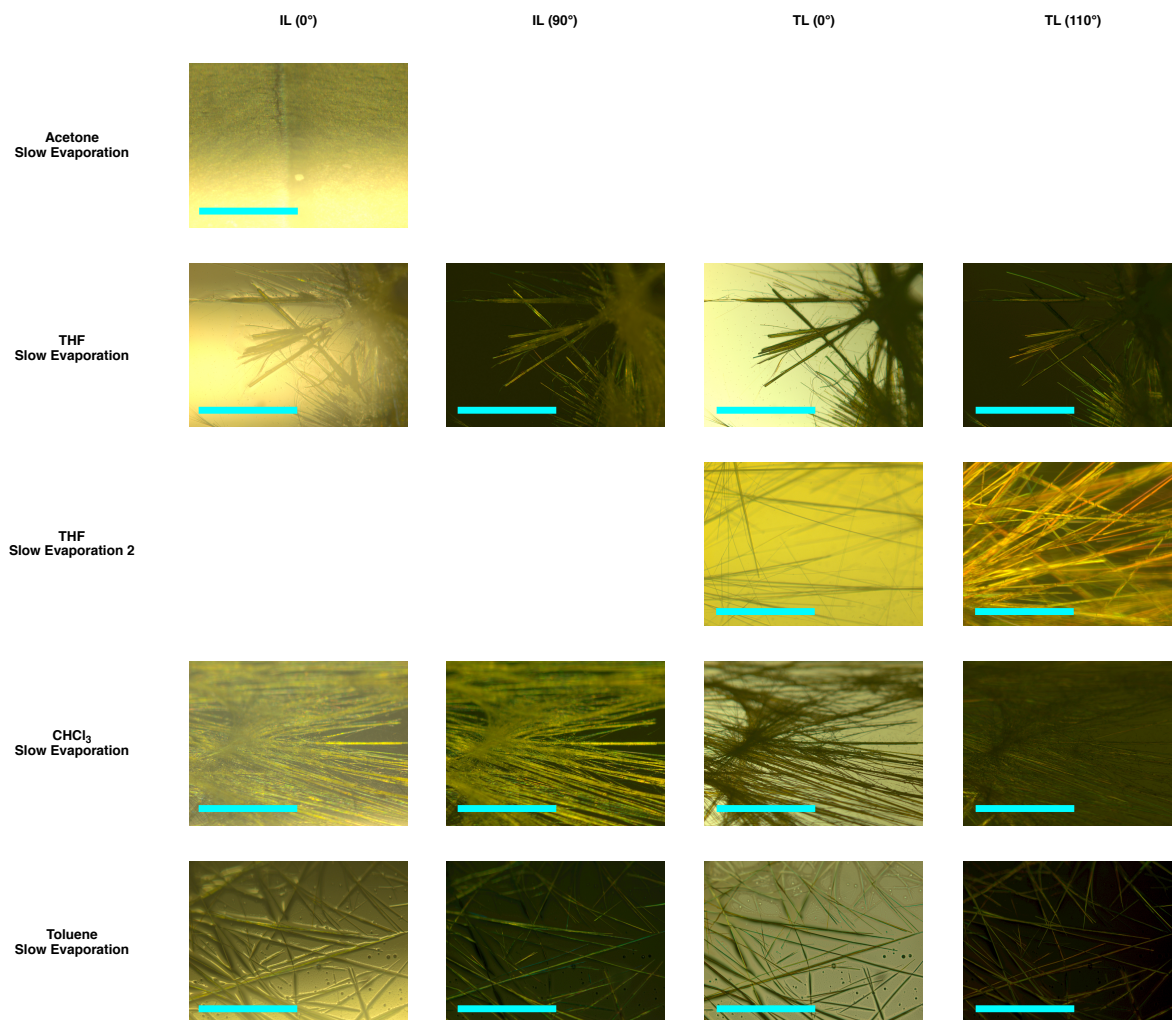 IL (0°)
IL (90°)
TL (0°)
TL (110°)
Acetone
Slow Evaporation
THF
Slow Evaporation
THF
Slow Evaporation 2
CHCl₃
Slow Evaporation
Toluene
Slow Evaporation